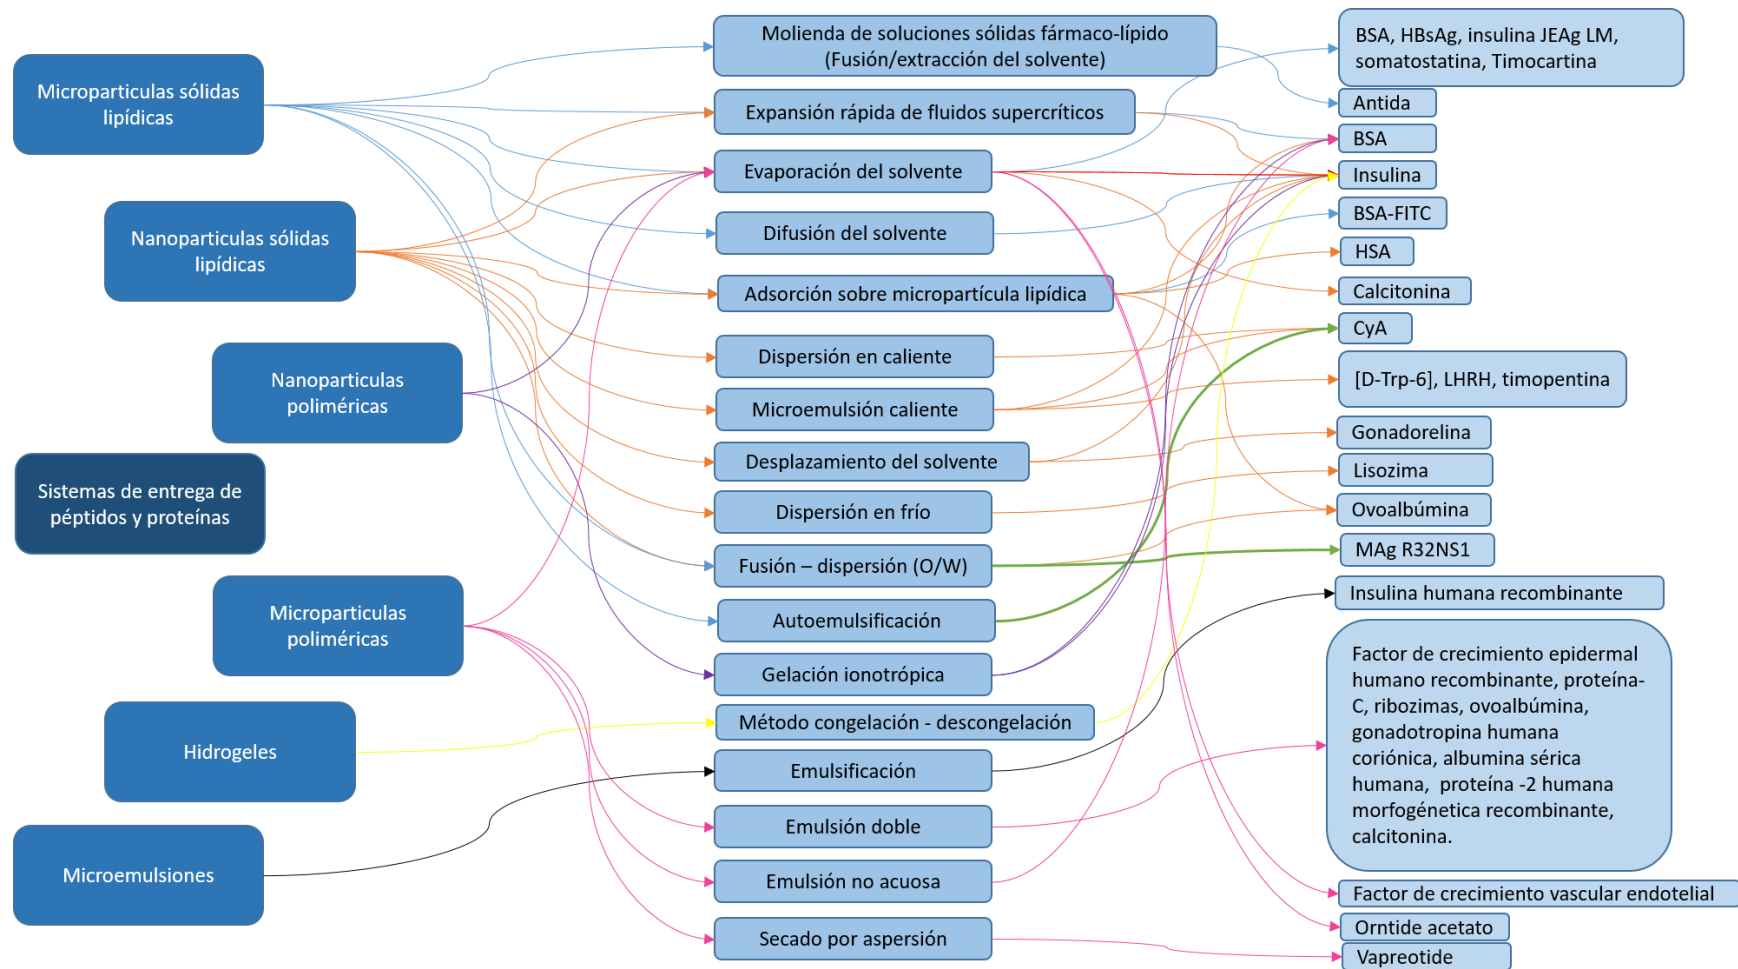 Microparticulas sólidas
lipídicas
Nanoparticulas sólidas
lipídicas
Nanoparticulas
poliméricas
Sistemas de entrega de
péptidos y proteínas
Microparticulas
poliméricas
Hidrogeles
Microemulsiones
Molienda de soluciones sólidas fármaco-lípido
(Fusión/extracción del solvente)
Expansión rápida de fluidos supercríticos
Evaporación del solvente
Difusión del solvente
Adsorción sobre micropartícula lipídica
Dispersión en caliente
Microemulsión caliente
Desplazamiento del solvente
Dispersión en frío
Fusión – dispersión (O/W)
Autoemulsificación
Gelación ionotrópica
Método congelación - descongelación
Emulsificación
Emulsión doble
Emulsión no acuosa
Secado por aspersión
BSA, HBsAg, insulina JEAg LM,
somatostatina, Timocartina
Antida
BSA
Insulina
BSA-FITC
HSA
Calcitonina
CyA
[D-Trp-6], LHRH, timopentina
Gonadorelina
Lisozima
Ovoalbúmina
MAg R32NS1
Insulina humana recombinante
Factor de crecimiento epidermal
humano recombinante, proteína-
C, ribozimas, ovoalbúmina,
gonadotropina humana
coriónica, albumina sérica
humana, proteína -2 humana
morfogénetica recombinante,
calcitonina.
Factor de crecimiento vascular endotelial
Orntide acetato
Vapreotide